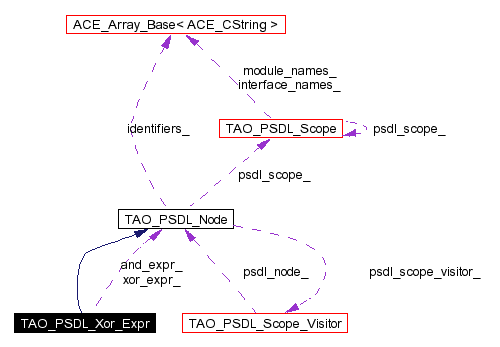 ACE_Array_Base< ACE_CString >
module_names_
interface_names_
identifiers_
TAO_PSDL_Scope
psdl_scope_
psdl_scope_
TAO_PSDL_Node
and_expr_
xor_expr_
psdl_node_
psdl_scope_visitor_
TAO_PSDL_Xor_Expr
TAO_PSDL_Scope_Visitor